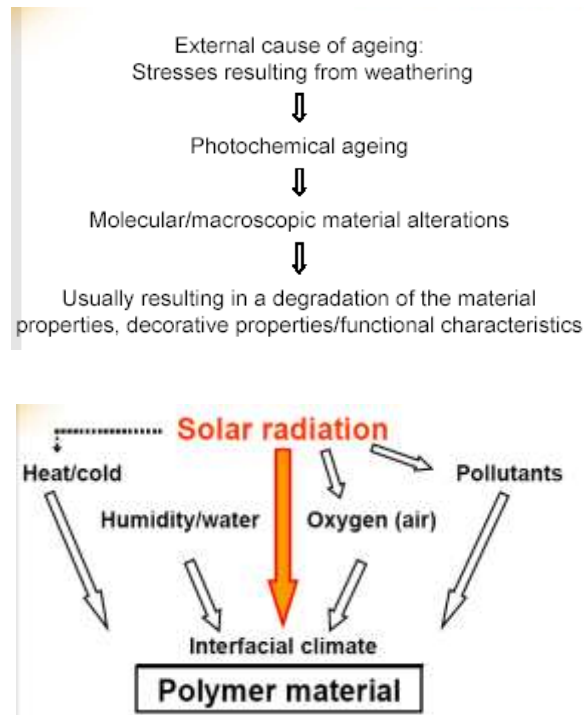 External cause of ageing:
Stresses resulting from weathering
Photochemical ageing
Molecular/macroscopic material alterations
Usually resulting in a degradation of the material
properties, decorative properties/functional characteristics
Solar radiation
Heat/cold
Pollutants
Humidity/water
Oxygen (air)
Interfacial climate
Polymer material